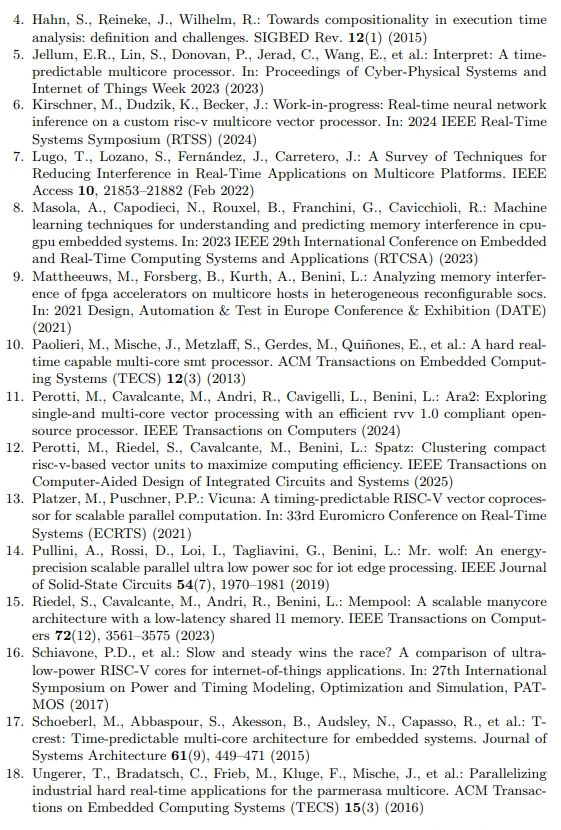 4. Hahn, S., Reineke, J., Wilhelm, R.: Towards compositionality in execution time
analysis: definition and challenges. SIGBED Rev. 12(1) (2015)
5. Jellum, E.R., Lin, S., Donovan, P., Jerad, C., Wang, E., et al.: Interpret: A time-
predictable multicore processor. In: Proceedings of Cyber-Physical Systems and
Internet of Things Week 2023 (2023)
6. Kirschner, M., Dudzik, K., Becker, J.: Work-in-progress: Real-time neural network
inference on a custom risc-v multicore vector processor. In: 2024 IEEE Real-Time
Systems Symposium (RTSS) (2024)
7. Lugo, T., Lozano, S., Fernández, J., Carretero, J.: A Survey of Techniques for
Reducing Interference in Real-Time Applications on Multicore Platforms. IEEE
Access 10, 21853–21882 (Feb 2022)
8. Masola, A., Capodieci, N., Rouxel, B., Franchini, G., Cavicchioli, R.: Machine
learning techniques for understanding and predicting memory interference in cpu-
gpu embedded systems. In: 2023 IEEE 29th International Conference on Embedded
and Real-Time Computing Systems and Applications (RTCSA) (2023)
9. Mattheeuws, M., Forsberg, B., Kurth, A., Benini, L.: Analyzing memory interfer-
ence of fpga accelerators on multicore hosts in heterogeneous reconfigurable socs.
In: 2021 Design, Automation & Test in Europe Conference & Exhibition (DATE)
(2021)
10. Paolieri, M., Mische, J., Metzlaff, S., Gerdes, M., Quiñones, E., et al.: A hard real-
time capable multi-core smt processor. ACM Transactions on Embedded Comput-
ing Systems (TECS) 12(3) (2013)
11. Perotti, M., Cavalcante, M., Andri, R., Cavigelli, L., Benini, L.: Ara2: Exploring
single-and multi-core vector processing with an efficient rvv 1.0 compliant open-
source processor. IEEE Transactions on Computers (2024)
12. Perotti, M., Riedel, S., Cavalcante, M., Benini, L.: Spatz: Clustering compact
risc-v-based vector units to maximize computing efficiency. IEEE Transactions on
Computer-Aided Design of Integrated Circuits and Systems (2025)
13. Platzer, M., Puschner, P.P.: Vicuna: A timing-predictable RISC-V vector coproces-
sor for scalable parallel computation. In: 33rd Euromicro Conference on Real-Time
Systems (ECRTS) (2021)
14. Pullini, A., Rossi, D., Loi, I., Tagliavini, G., Benini, L.: Mr. wolf: An energy-
precision scalable parallel ultra low power soc for iot edge processing. IEEE Journal
of Solid-State Circuits 54(7), 1970–1981 (2019)
15. Riedel, S., Cavalcante, M., Andri, R., Benini, L.: Mempool: A scalable manycore
architecture with a low-latency shared l1 memory. IEEE Transactions on Comput-
ers 72(12), 3561–3575 (2023)
16. Schiavone, P.D., et al.: Slow and steady wins the race? A comparison of ultra-
low-power RISC-V cores for internet-of-things applications. In: 27th International
Symposium on Power and Timing Modeling, Optimization and Simulation, PAT-
MOS (2017)
17. Schoeberl, M., Abbaspour, S., Akesson, B., Audsley, N., Capasso, R., et al.: T-
crest: Time-predictable multi-core architecture for embedded systems. Journal of
Systems Architecture 61(9), 449–471 (2015)
18. Ungerer, T., Bradatsch, C., Frieb, M., Kluge, F., Mische, J., et al.: Parallelizing
industrial hard real-time applications for the parmerasa multicore. ACM Transac-
tions on Embedded Computing Systems (TECS) 15(3) (2016)